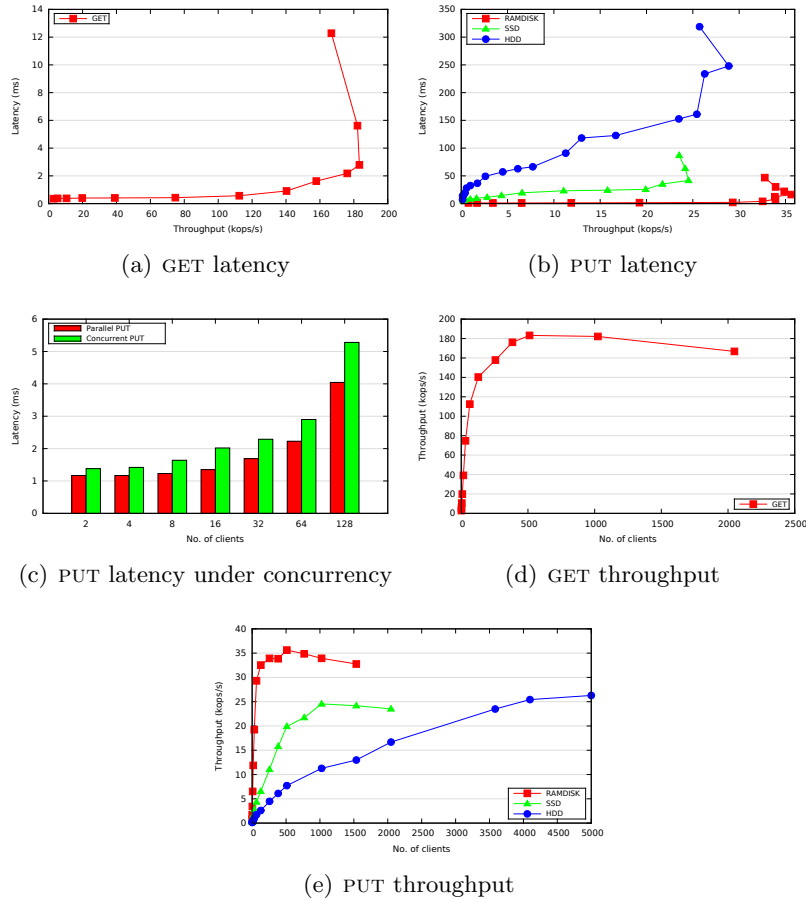 14
12
10
8
6
4
2
0
0 20 40 60 80 100 120 140 160 180 200
Latency (ms)
Throughput (kops/s)
GET
(a) GET latency
350
300
250
200
150
100
50
0
0 5 10 15 20 25 30 35
Latency (ms)
Throughput (kops/s)
RAMDISK
SSD
HDD
(b) PUT latency
6
5
4
3
2
1
0
2 4 8 16 32 64 128
Latency (ms)
No. of clients
Parallel PUT
Concurrent PUT
(c) PUT latency under concurrency
200
180
160
140
120
100
80
60
40
20
0
0 500 1000 1500 2000 2500
Throughput (kops/s)
No. of clients
GET
(d) GET throughput
40
35
30
25
20
15
10
5
0
0 500 1000 1500 2000 2500 3000 3500 4000 4500 5000
Throughput (kops/s)
No. of clients
RAMDISK
SSD
HDD
(e) PUT throughput